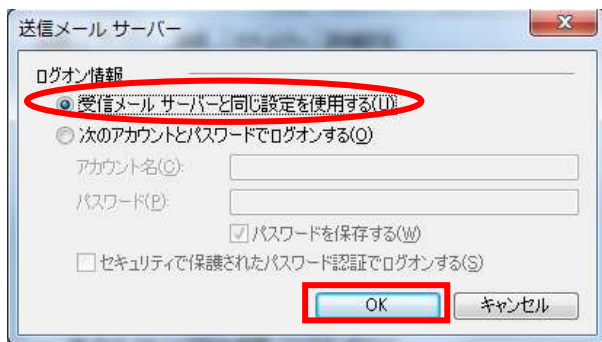 送信メール サーバー
ログオン情報
受信メール サーバーと同じ設定を使用する(U)
次のアカウントとパスワードでログオンする(O)
アカウント名(C):
パスワード(P):
パスワードを保存する(W)
セキュリティで保護されたパスワード認証でログオンする(S)
OK キャンセル